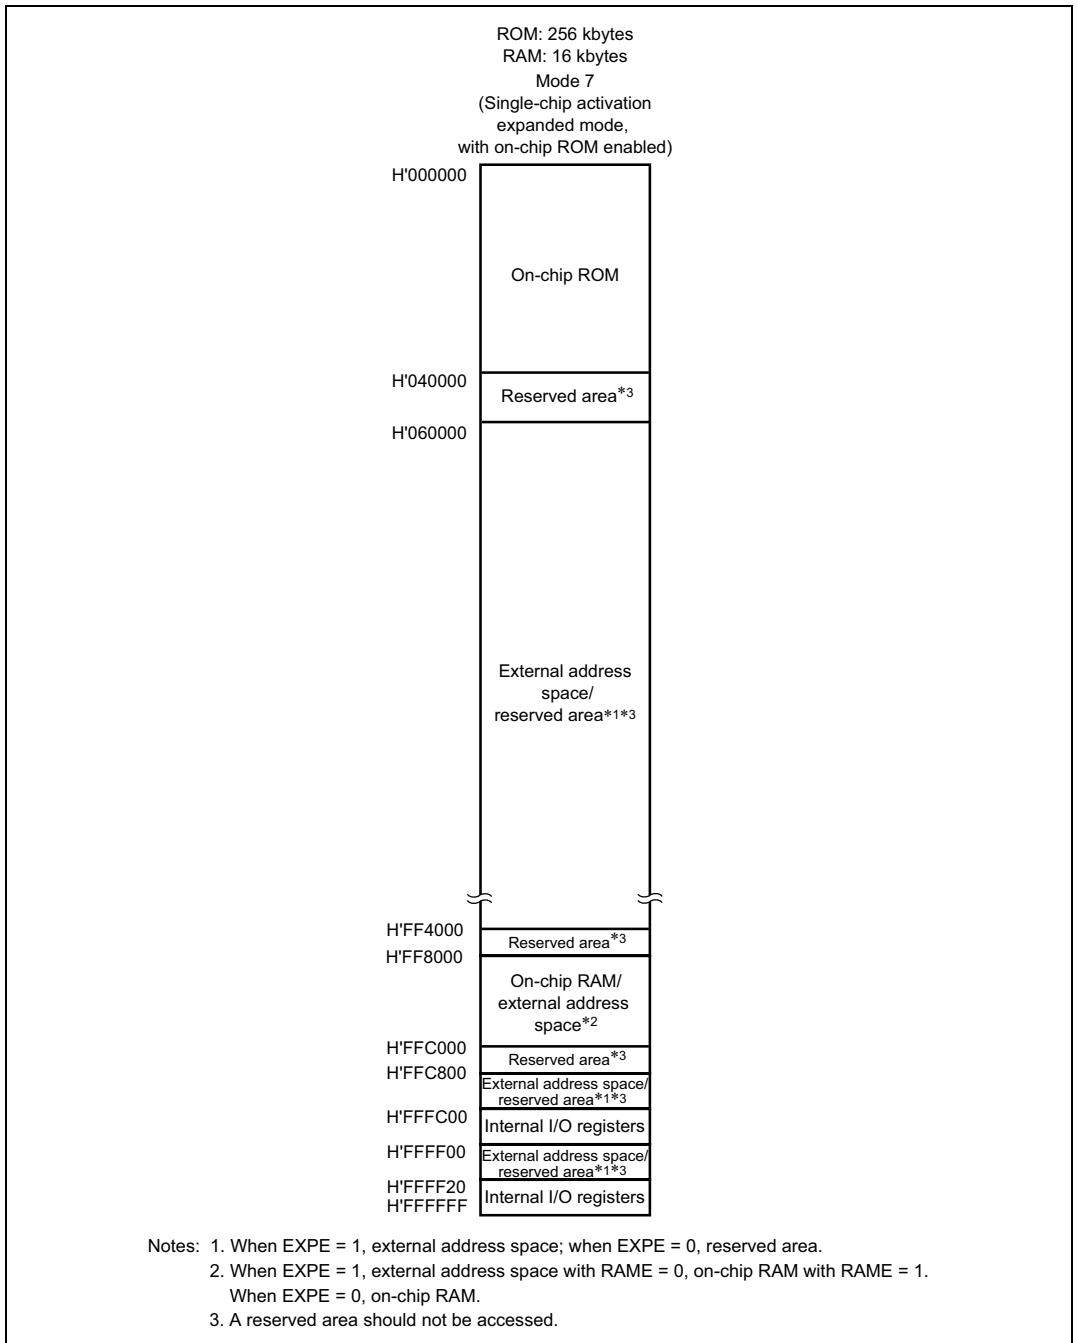 ROM: 256 kbytes
RAM: 16 kbytes
Mode 7
(Single-chip activation
expanded mode,
with on-chip ROM enabled)
H'000000
On-chip ROM
H'040000
Reserved area*3
H'060000
External address
space/
reserved area*1*3
H'FF4000
Reserved area*3
H'FF8000
On-chip RAM/
external address
space*2
H'FFC000
Reserved area*3
H'FFC800
External address space/
reserved area*1*3
H'FFFC00
Internal I/O registers
H'FFFF00
External address space/
reserved area*1*3
H'FFFF20
Internal I/O registers
H'FFFFFF
Notes: 1. When EXPE = 1, external address space; when EXPE = 0, reserved area.
2. When EXPE = 1, external address space with RAME = 0, on-chip RAM with RAME = 1.
When EXPE = 0, on-chip RAM.
3. A reserved area should not be accessed.